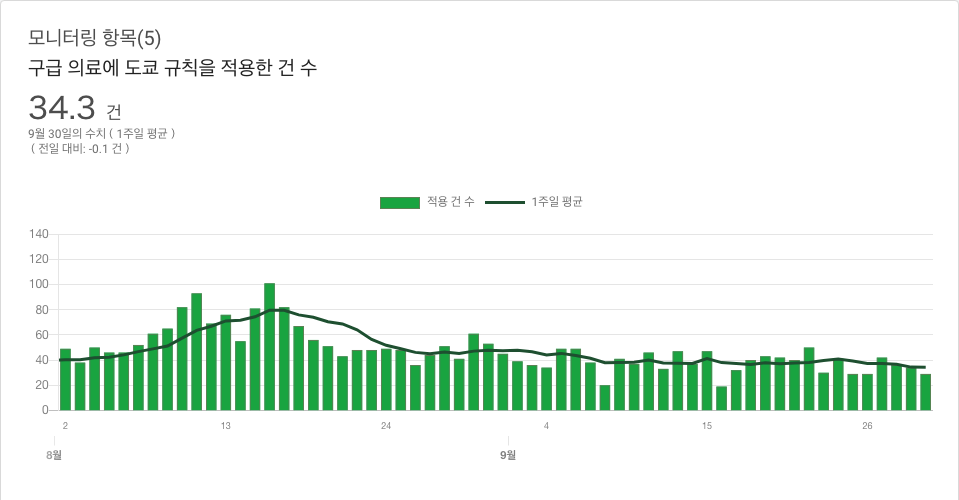 모니터링 항목(5)
구급 의료에 도쿄 규칙을 적용한 건 수
34.3 건
9월 30일의 수치 ( 1주일 평균 )
( 전일 대비: -0.1 건 )
적용 건 수 1주일 평균
140
120
100
80
60
40
20
0
2 13 24 4 15 26
8월 9월